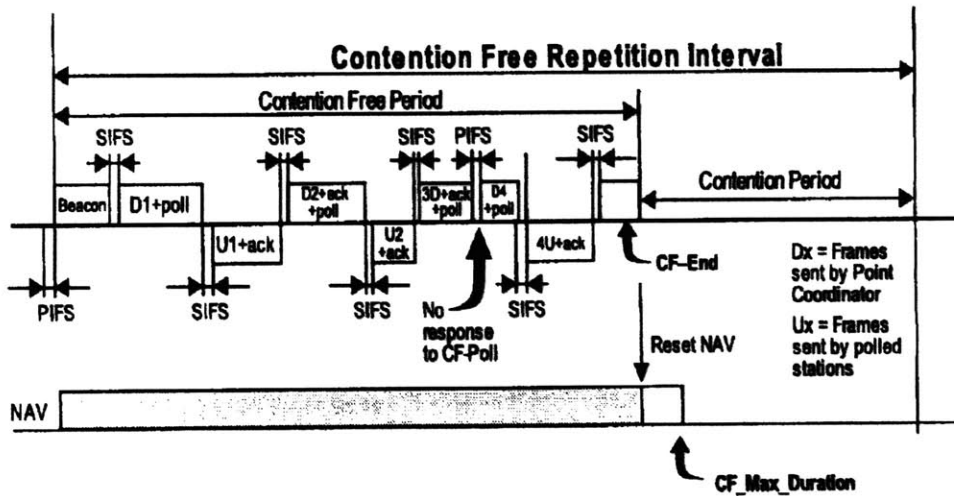 Contention Free Repetition Interval
Contention Free Period
SIFS
SIFS
SIFS
PIFS
SIFS
Contention Period
Beacon
D1+poll
D2+ack
+poll
3D+ack
+poll
D4
+poll
U1+ack
U2
+ack
4U+ack
CF-End
Dx = Frames
sent by Point
Coordinator
PIFS
SIFS
SIFS
No
response
to CF-Poll
SIFS
Ux = Frames
sent by polled
stations
Reset NAV
NAV
CF_Max_Duration